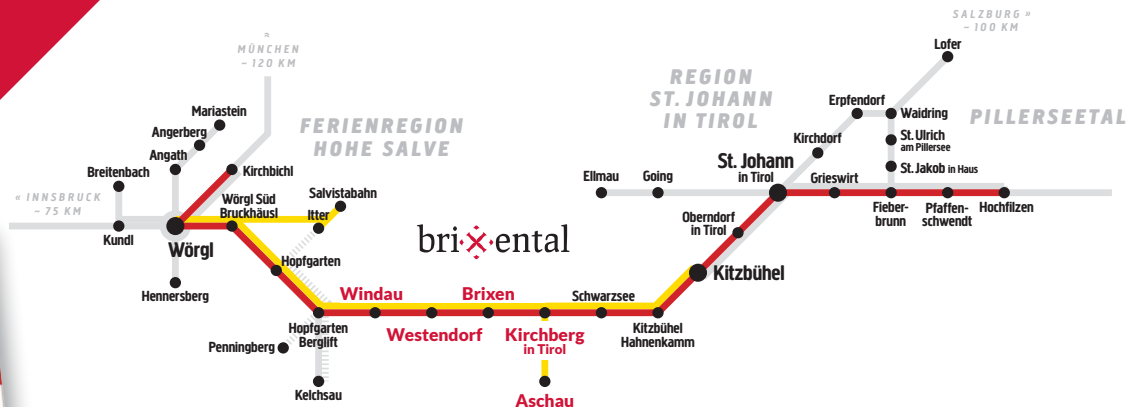 SALZBURG »
~ 100 KM
Lofer
»
MÜNCHEN
~ 120 KM
REGION
ST. JOHANN
IN TIROL
Erpfendorf
Waidring
PILLERSEETAL
Mariastein
FERIENREGION
HOHE SALVE
Angerberg
Kirchdorf
St. Ulrich
am Pillersee
Angath
Breitenbach
Kirchbichl
St. Johann
in Tirol
St. Jakob in Haus
Ellmau
Going
Grieswirt
« INNSBRUCK
~ 75 KM
Wörgl Süd
Bruckhäusl
Salvistabahn
Itter
Fieber-
brunn
Pfaffen-
schwendt
Hochfilzen
Oberndorf
in Tirol
Kundl
Wörgl
brixental
Hopfgarten
Kitzbühel
Hennersberg
Windau
Brixen
Schwarzsee
Hopfgarten
Berglift
Westendorf
Kirchberg
in Tirol
Kitzbühel
Hahnenkamm
Penningberg
Kelchsau
Aschau